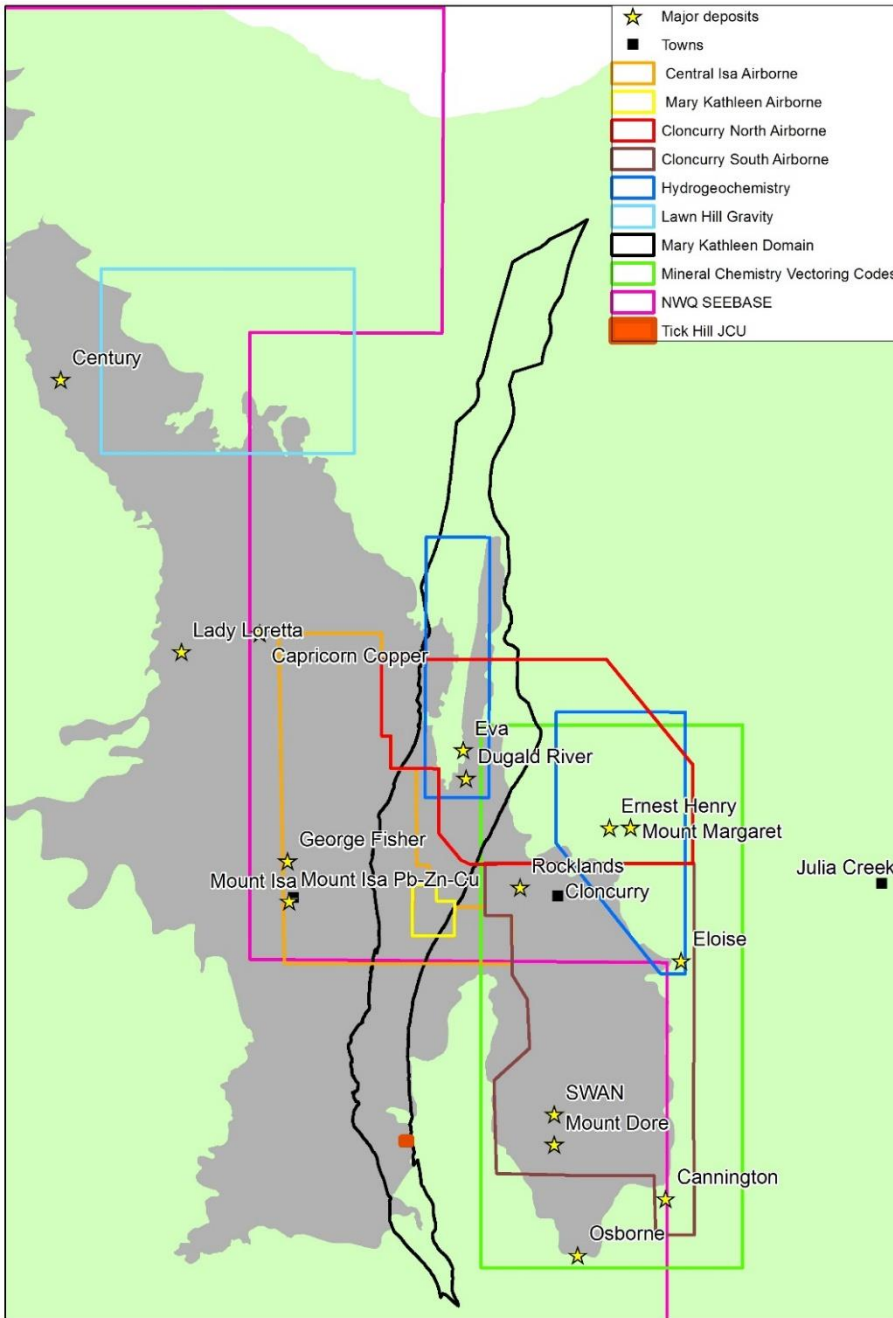 Major deposits
Towns
Central Isa Airborne
Mary Kathleen Airborne
Cloncurry North Airborne
Cloncurry South Airborne
Hydrogeochemistry
Lawn Hill Gravity
Mary Kathleen Domain
Mineral Chemistry Vectoring Codes
NWQ SEEBASE
Tick Hill JCU
Century
Lady Loretta
Capricorn Copper
Eva
Dugald River
Ernest Henry
Mount Margaret
George Fisher
Mount Isa
Mount Isa Pb-Zn-Cu
Rocklands
Cloncurry
Julia Creek
Eloise
SWAN
Mount Dore
Cannington
Osborne